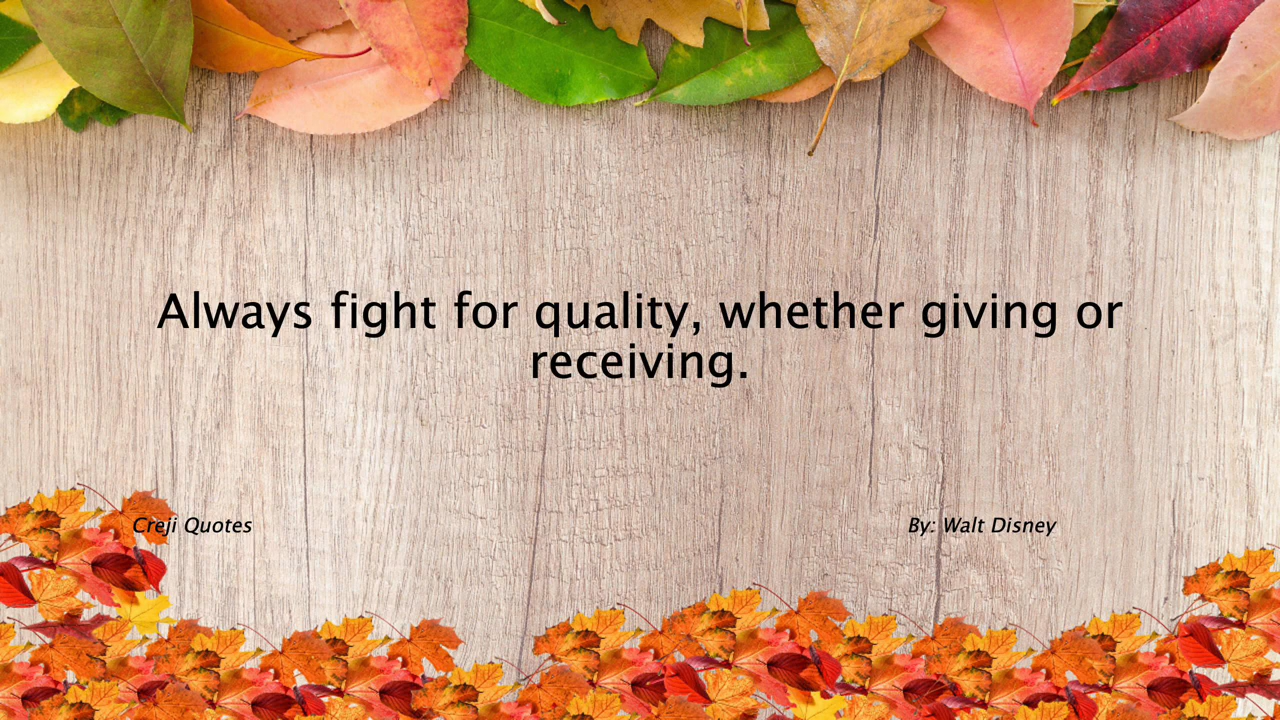 Always fight for quality, whether giving or
receiving.
Creji Quotes
By: Walt Disney